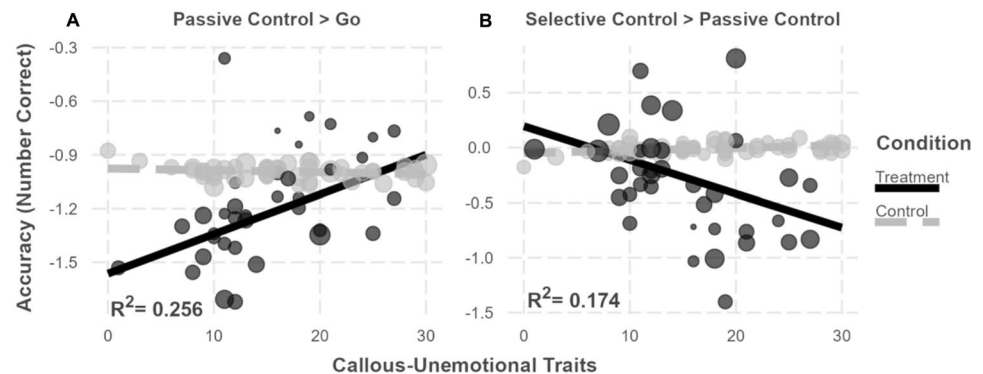 A
Passive Control > Go
B
Selective Control > Passive Control
Accuracy (Number Correct)
-0.3
-0.6
-0.9
-1.2
-1.5
R2= 0.256
0 10 20 30
0.5
0.0
-0.5
-1.0
-1.5
R2= 0.174
0 10 20 30
Callous-Unemotional Traits
Condition
Treatment
Control